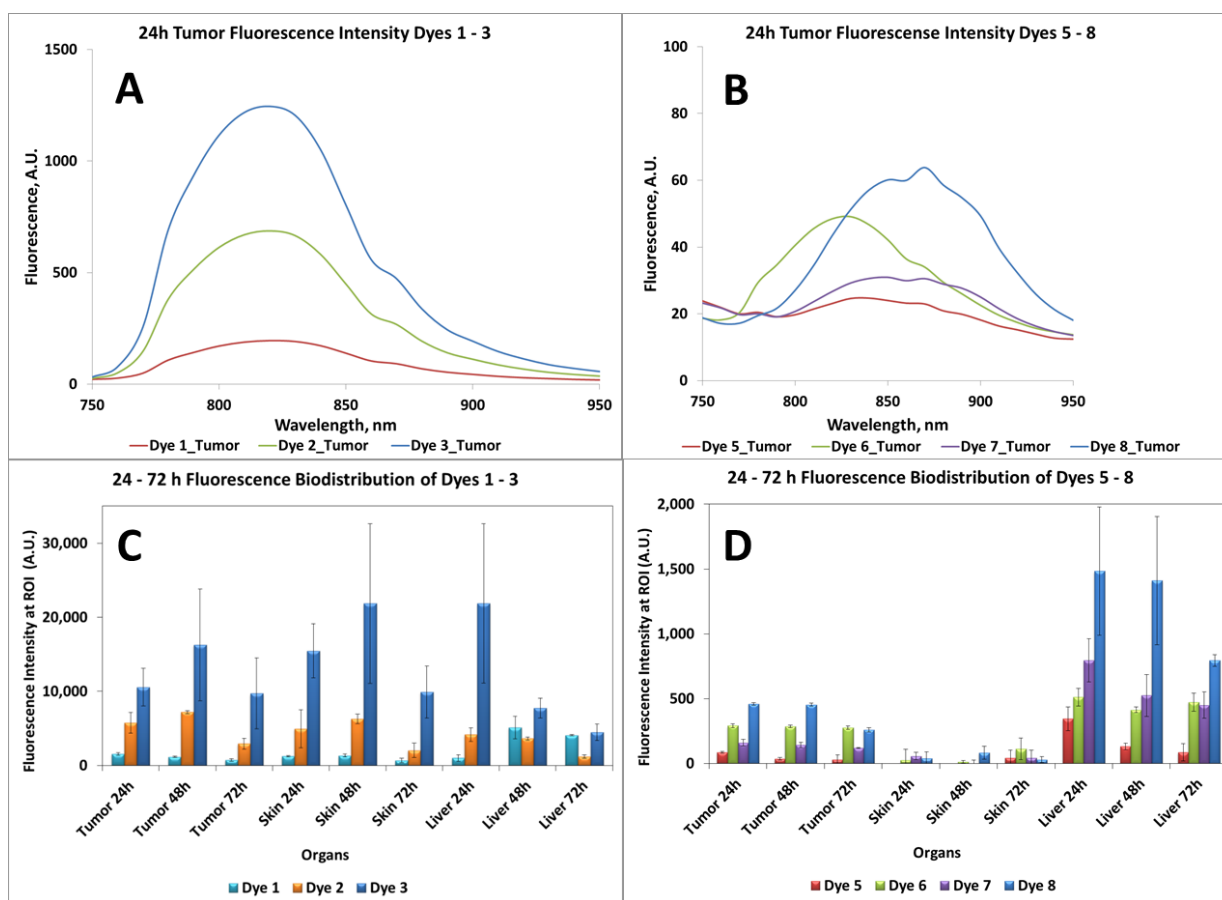 24h Tumor Fluorescence Intensity Dyes 1 - 3
A
Fluorescence, A.U.
1500
1000
500
0
750 800 850 900 950
Wavelength, nm
Dye 1_Tumor Dye 2_Tumor Dye 3_Tumor
24h Tumor Fluorescense Intensity Dyes 5 - 8
B
Fluorescence, A.U.
100
80
60
40
20
0
750 800 850 900 950
Wavelength, nm
Dye 5_Tumor Dye 6_Tumor Dye 7_Tumor Dye 8_Tumor
24 - 72 h Fluorescence Biodistribution of Dyes 1 - 3
C
Fluorescence Intensity at ROI (A.U.)
30,000
20,000
10,000
0
Tumor 24h Tumor 48h Tumor 72h Skin 24h Skin 48h Skin 72h Liver 24h Liver 48h Liver 72h
Organs
Dye 1 Dye 2 Dye 3
24 - 72 h Fluorescence Biodistribution of Dyes 5 - 8
D
Fluorescence Intensity at ROI (A.U.)
2,000
1,500
1,000
500
0
Tumor 24h Tumor 48h Tumor 72h Skin 24h Skin 48h Skin 72h Liver 24h Liver 48h Liver 72h
Organs
Dye 5 Dye 6 Dye 7 Dye 8